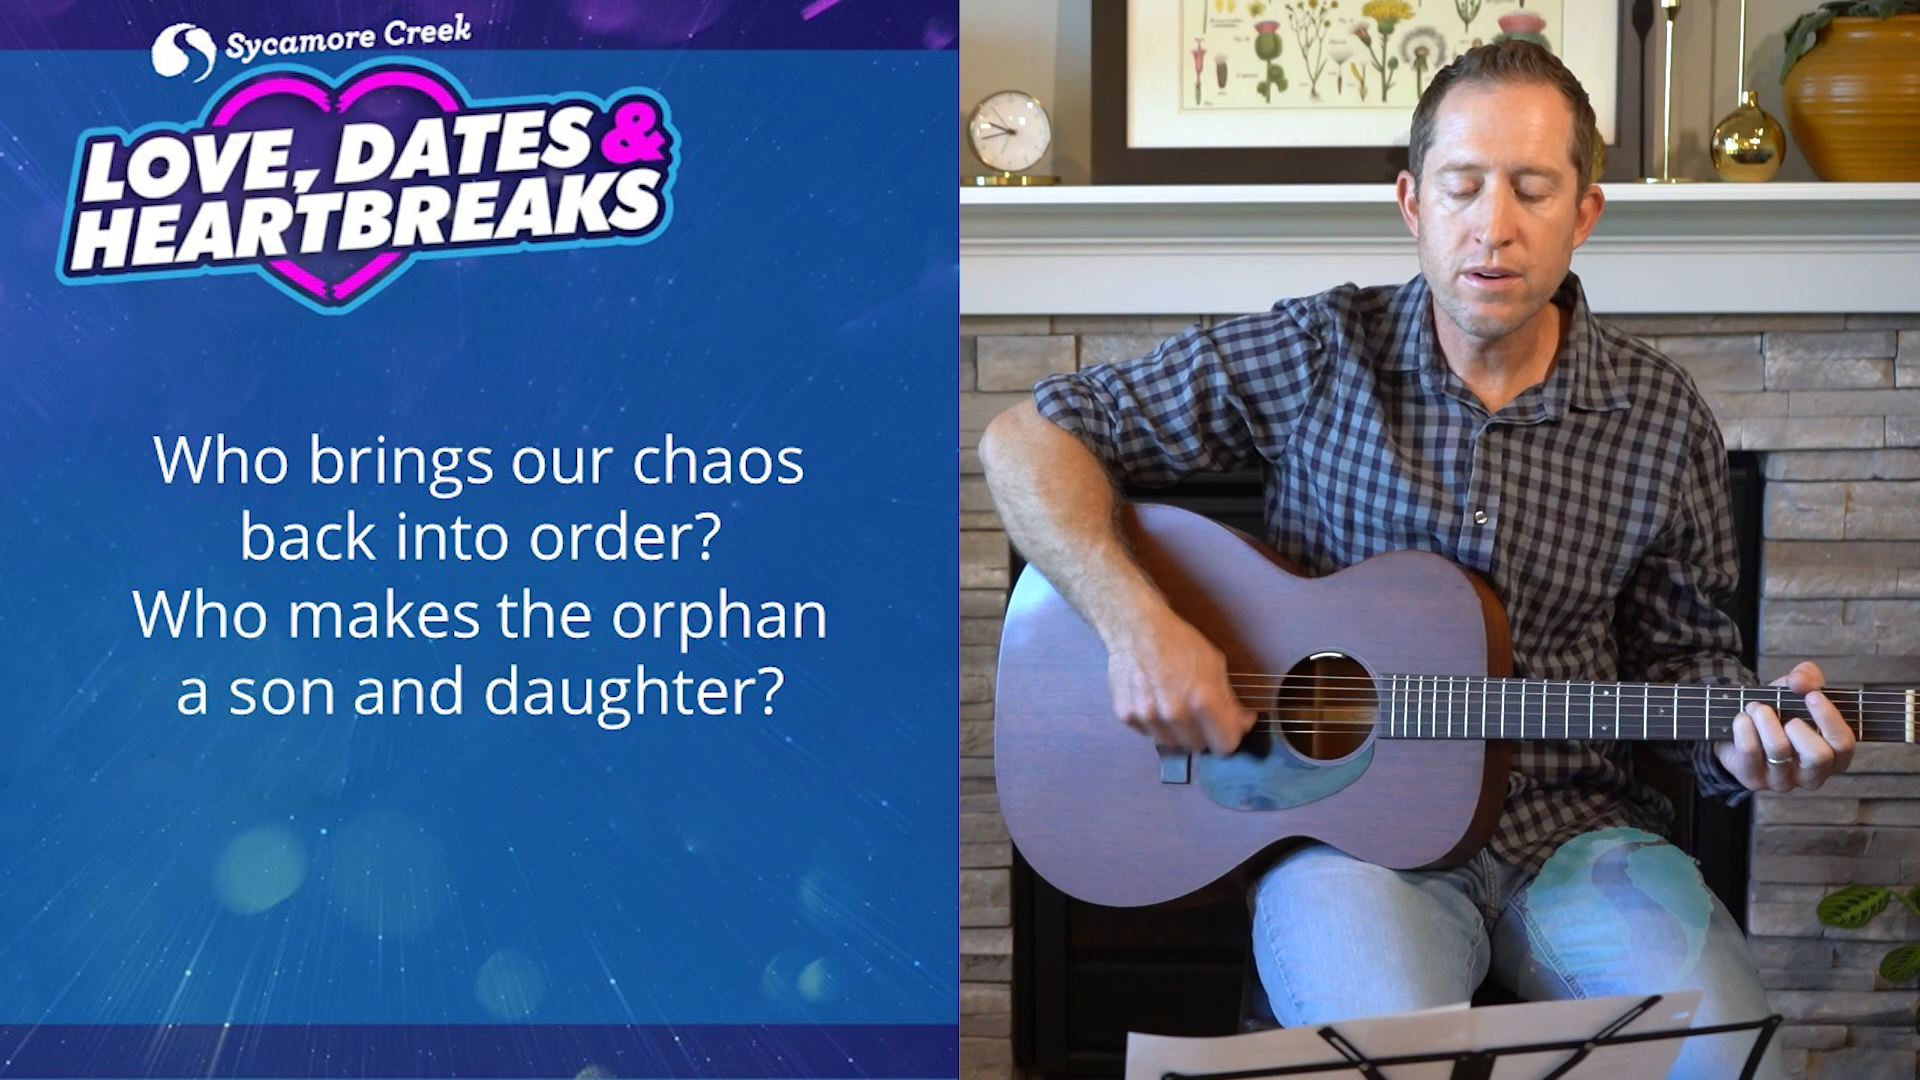 Sycamore Creek
LOVE, DATES &
HEARTBREAKS
Who brings our chaos
back into order?
Who makes the orphan
a son and daughter?